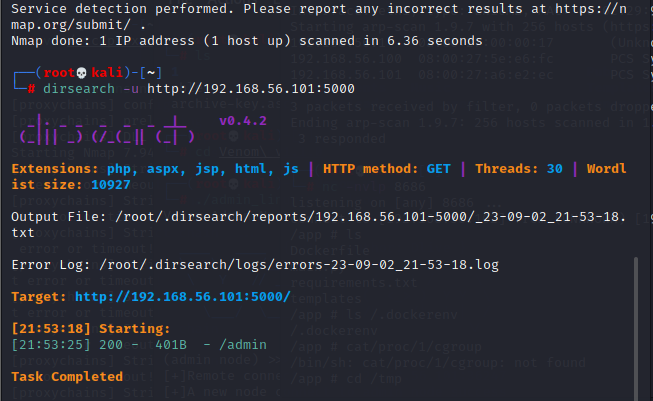 Service detection performed. Please report any incorrect results at https://n
map.org/submit/ .
Nmap done: 1 IP address (1 host up) scanned in 6.36 seconds
┌──(root💀kali)-[~]
└─# dirsearch -u http://192.168.56.101:5000
v0.4.2
Extensions: php, aspx, jsp, html, js | HTTP method: GET | Threads: 30 | Wordl
ist size: 10927
Output File: /root/.dirsearch/reports/192.168.56.101-5000/_23-09-02_21-53-18.
txt
Error Log: /root/.dirsearch/logs/errors-23-09-02_21-53-18.log
Target: http://192.168.56.101:5000/
[21:53:18] Starting:
[21:53:25] 200 - 401B - /admin
Task Completed